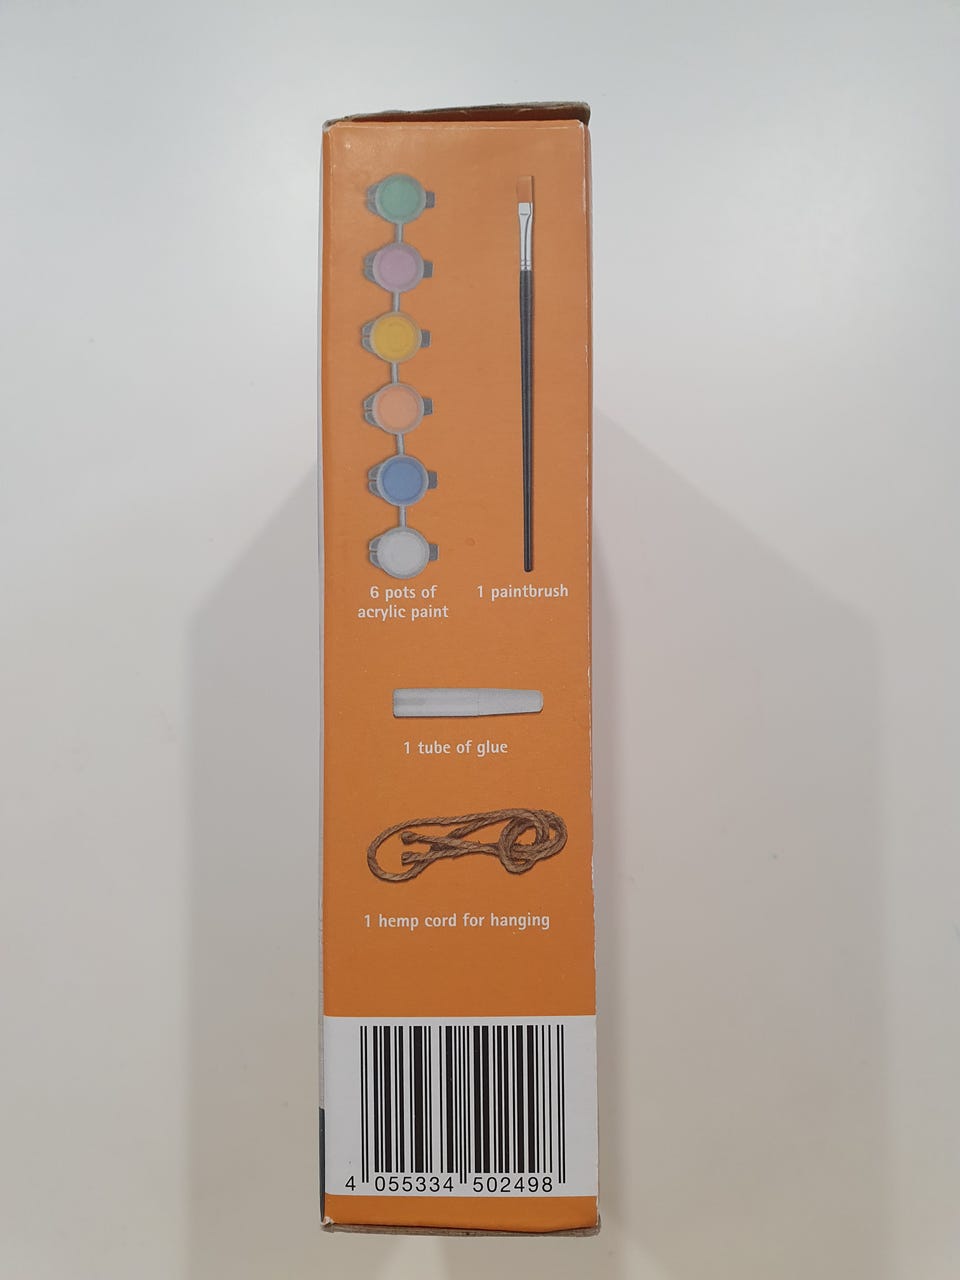 6 pots of
acrylic paint
1 paintbrush
1 tube of glue
1 hemp cord for hanging
4 055334 502498